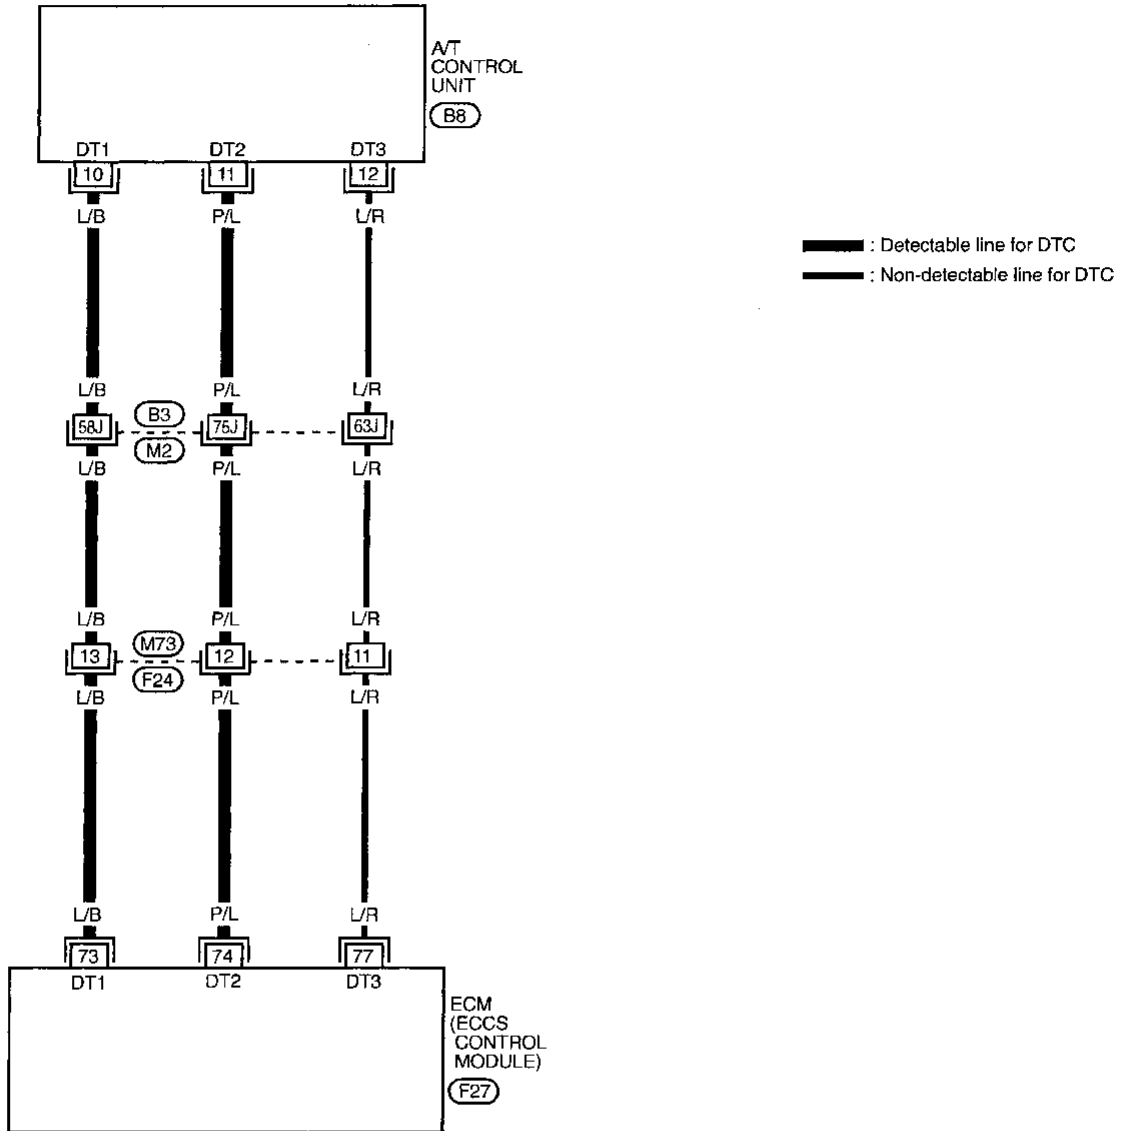 A/T
CONTROL
UNIT
B8
DT1 DT2 DT3
10 11 12
L/B P/L L/R
: Detectable line for DTC
: Non-detectable line for DTC
L/B P/L L/R
58J B3 75J 63J
M2
L/B P/L L/R
L/B P/L L/R
13 M73 12 11
F24
L/B P/L L/R
L/B P/L L/R
73 74 77
DT1 DT2 DT3
ECM
(ECCS
CONTROL
MODULE)
F27